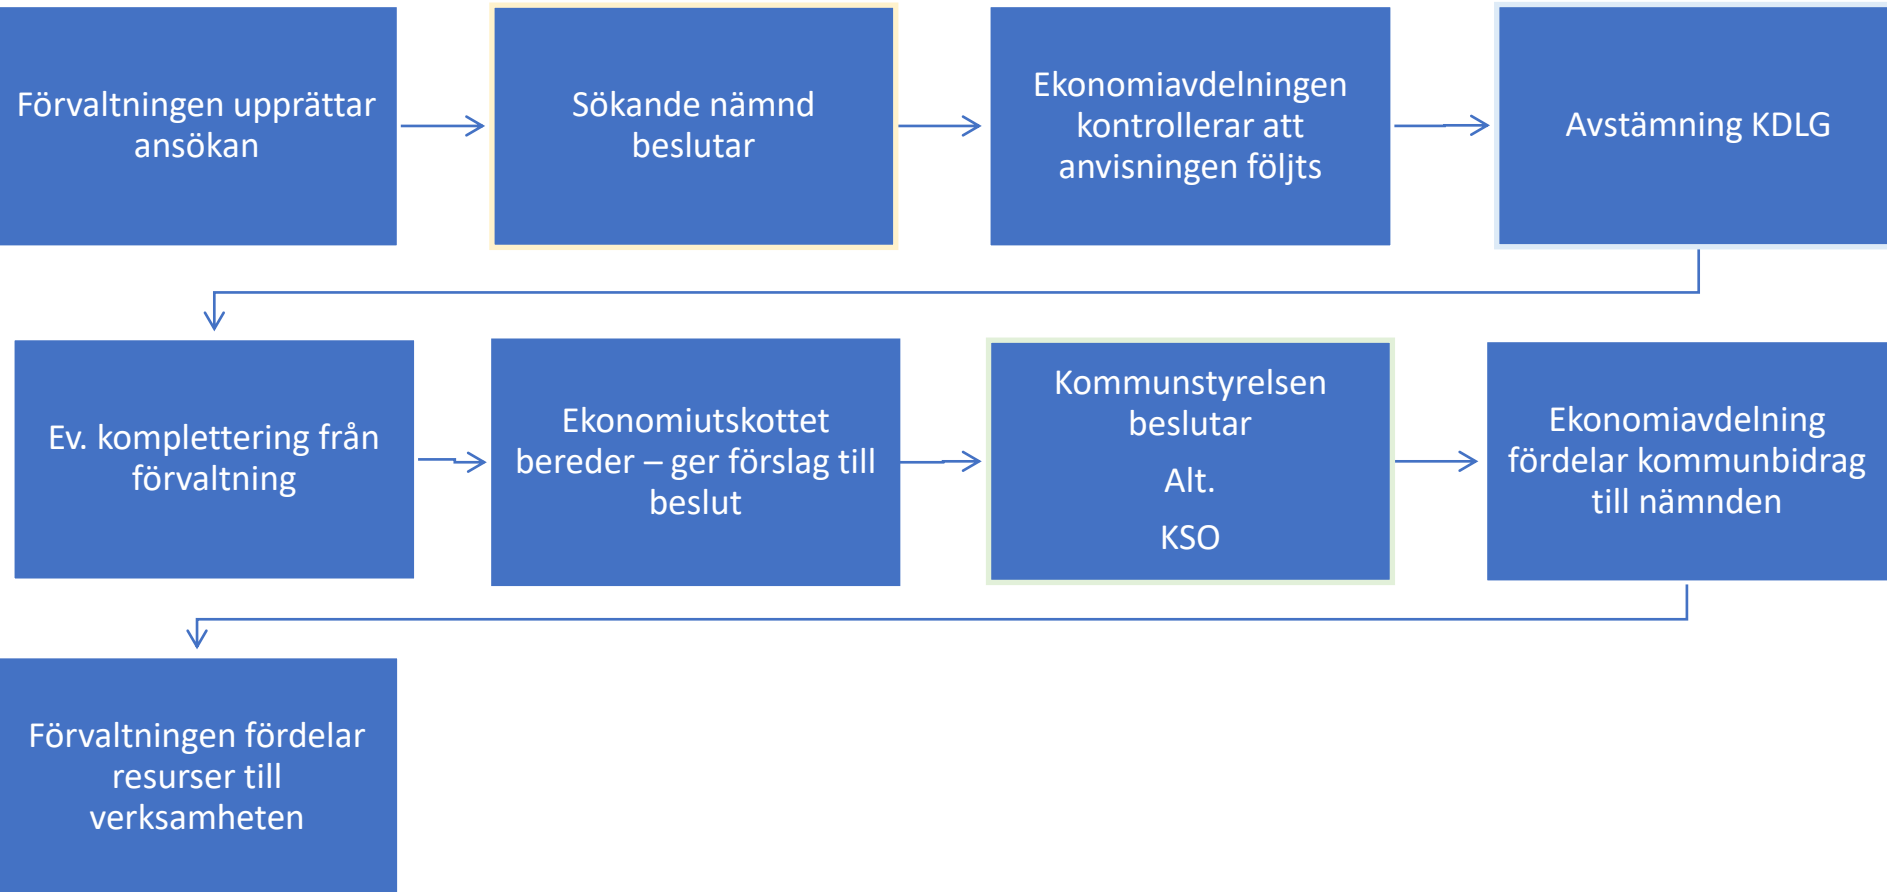 Förvaltningen upprättar
ansökan
Sökande nämnd
beslutar
Ekonomiavdelningen
kontrollerar att
anvisningen följts
Avstämning KDLG
Ev. komplettering från
förvaltning
Ekonomiutskottet
bereder – ger förslag till
beslut
Kommunstyrelsen
beslutar
Alt.
KSO
Ekonomiavdelning
fördelar kommunbidrag
till nämnden
Förvaltningen fördelar
resurser till
verksamheten